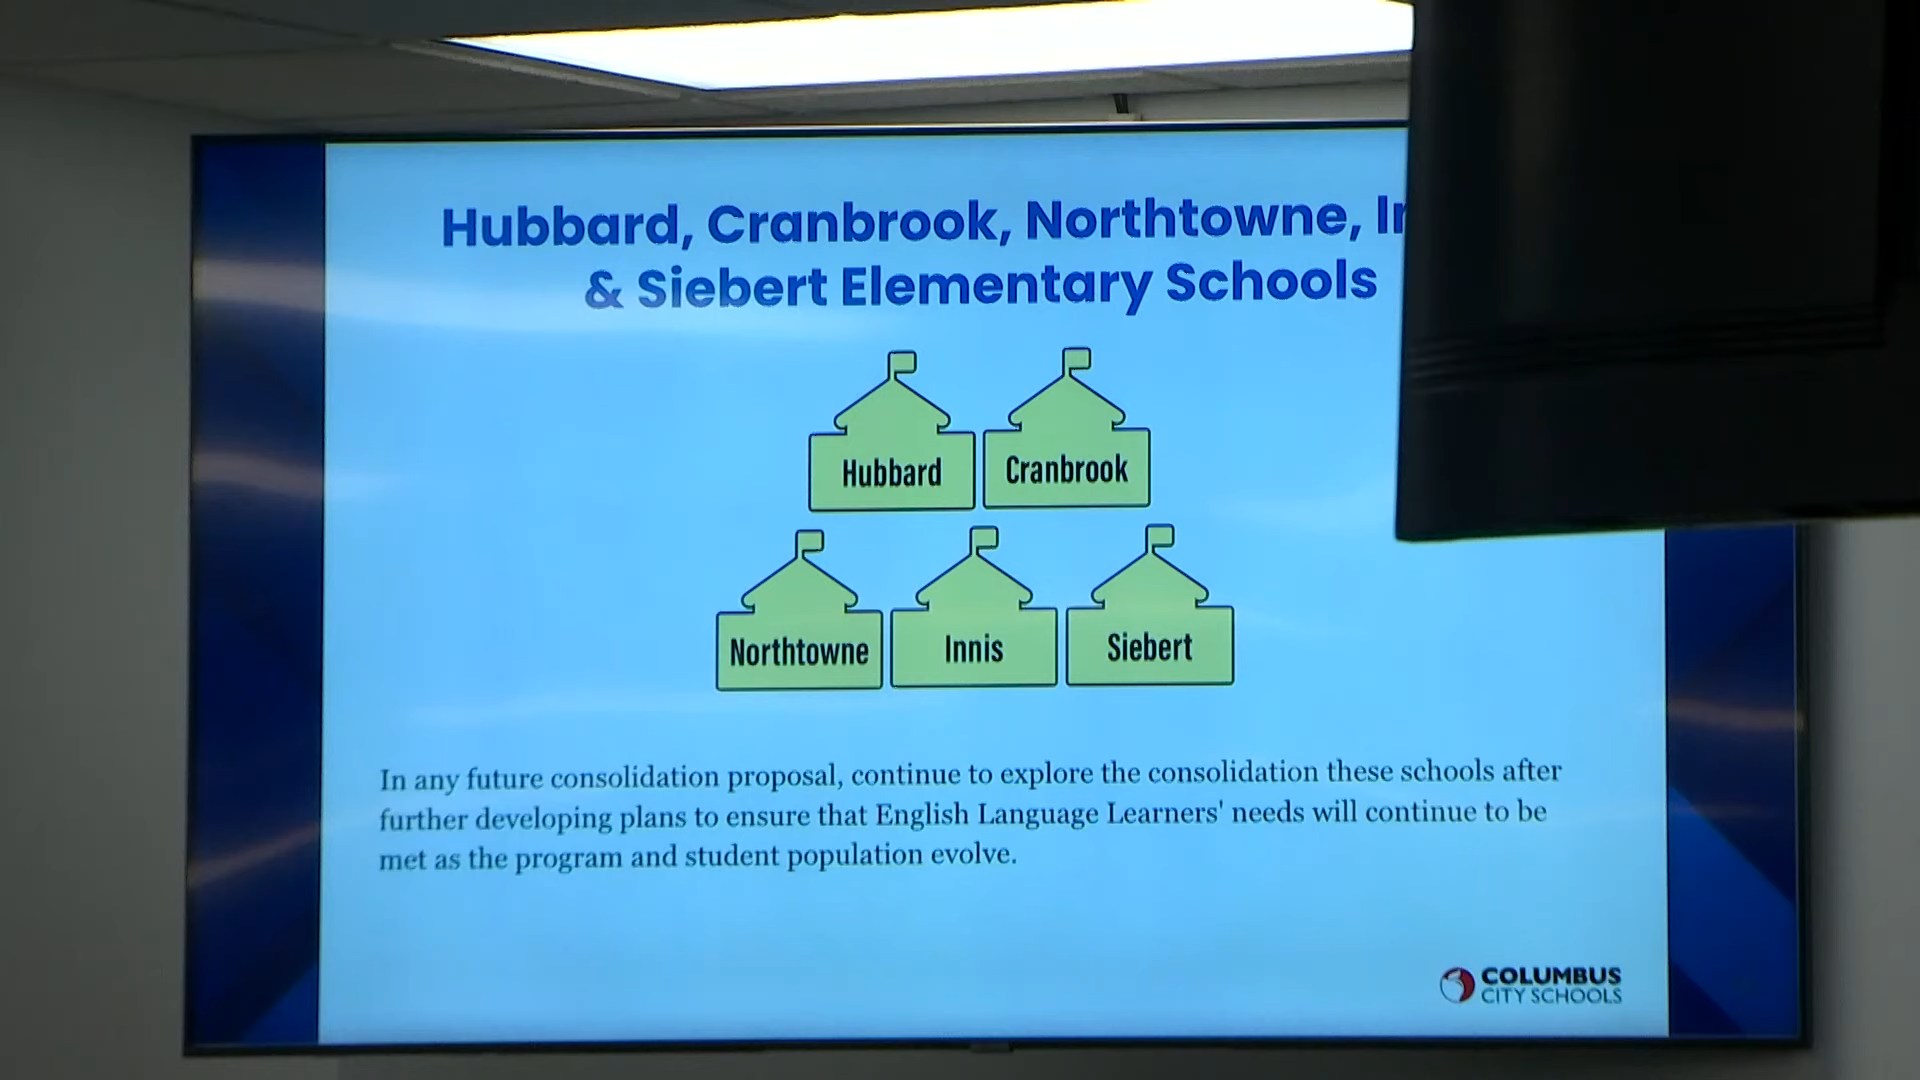 Hubbard, Cranbrook, Northtowne,
& Siebert Elementary Schools
Hubbard
Cranbrook
Northtowne
Innis
Siebert
In any future consolidation proposal, continue to explore the consolidation these schools after
further developing plans to ensure that English Language Learners' needs will continue to be
met as the program and student population evolve.
COLUMBUS
CITY SCHOOLS